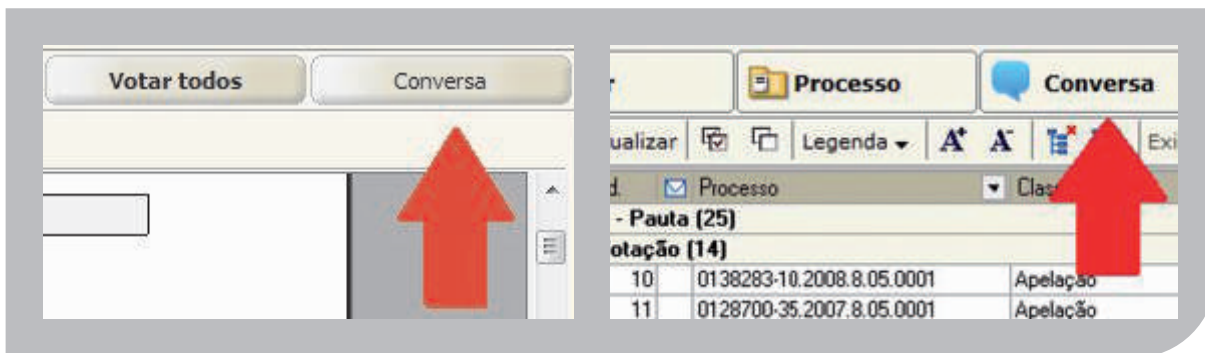 Votar todos
Conversa
Processo
Conversa
ualizar
Legenda
A
A
Exi
d.
Processo
Clas
- Pauta (25)
otação (14)
10
0138283-10.2008.8.05.0001
Apelação
11
0128700-35.2007.8.05.0001
Apelação